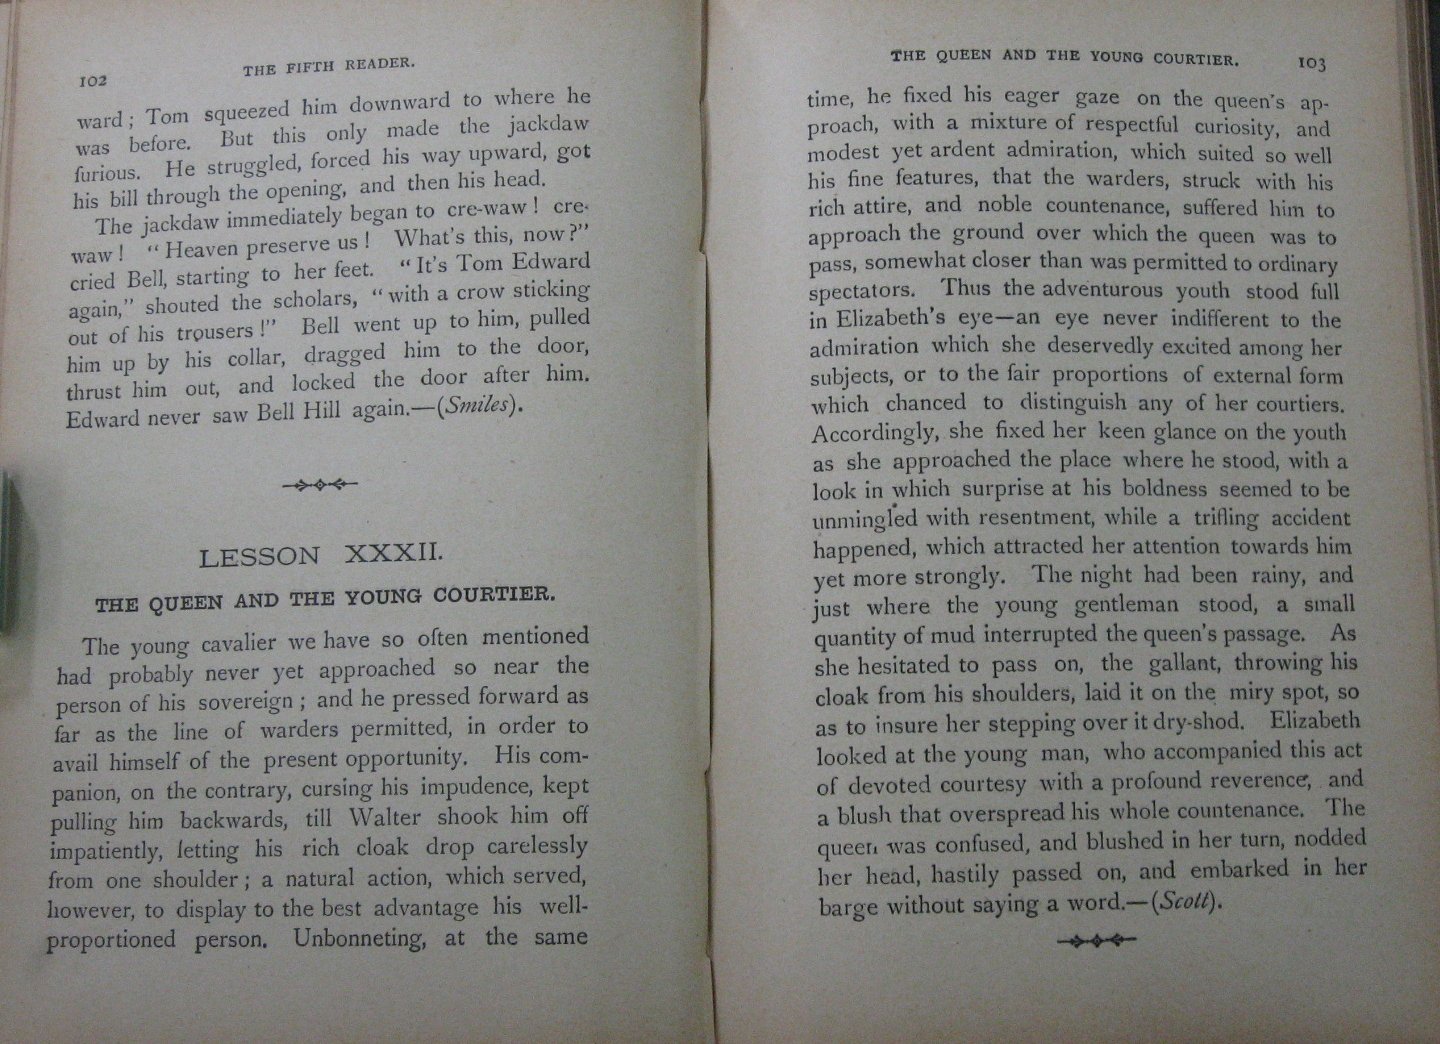 102
THE FIFTH READER.
ward; Tom squeezed him downward to where he
was before. But this only made the jackdaw
furious. He struggled, forced his way upward, got
his bill through the opening, and then his head.
The jackdaw immediately began to cre-waw! cre-
waw! "Heaven preserve us! What's this, now?"
cried Bell, starting to her feet. "It's Tom Edward
again," shouted the scholars, "with a crow sticking
out of his trousers!" Bell went up to him, pulled
him up by his collar, dragged him to the door,
thrust him out, and locked the door after him.
Edward never saw Bell Hill again.—(Smiles).
LESSON XXXII.
THE QUEEN AND THE YOUNG COURTIER.
The young cavalier we have so often mentioned
had probably never yet approached so near the
person of his sovereign; and he pressed forward as
far as the line of warders permitted, in order to
avail himself of the present opportunity. His com-
panion, on the contrary, cursing his impudence, kept
pulling him backwards, till Walter shook him off
impatiently, letting his rich cloak drop carelessly
from one shoulder; a natural action, which served,
however, to display to the best advantage his well-
proportioned person. Unbonneting, at the same
THE QUEEN AND THE YOUNG COURTIER.
103
time, he fixed his eager gaze on the queen's ap-
proach, with a mixture of respectful curiosity, and
modest yet ardent admiration, which suited so well
his fine features, that the warders, struck with his
rich attire, and noble countenance, suffered him to
approach the ground over which the queen was to
pass, somewhat closer than was permitted to ordinary
spectators. Thus the adventurous youth stood full
in Elizabeth's eye—an eye never indifferent to the
admiration which she deservedly excited among her
subjects, or to the fair proportions of external form
which chanced to distinguish any of her courtiers.
Accordingly, she fixed her keen glance on the youth
as she approached the place where he stood, with a
look in which surprise at his boldness seemed to be
unmingled with resentment, while a trifling accident
happened, which attracted her attention towards him
yet more strongly. The night had been rainy, and
just where the young gentleman stood, a small
quantity of mud interrupted the queen's passage. As
she hesitated to pass on, the gallant, throwing his
cloak from his shoulders, laid it on the miry spot, so
as to insure her stepping over it dry-shod. Elizabeth
looked at the young man, who accompanied this act
of devoted courtesy with a profound reverence, and
a blush that overspread his whole countenance. The
queen was confused, and blushed in her turn, nodded
her head, hastily passed on, and embarked in her
barge without saying a word.—(Scott).